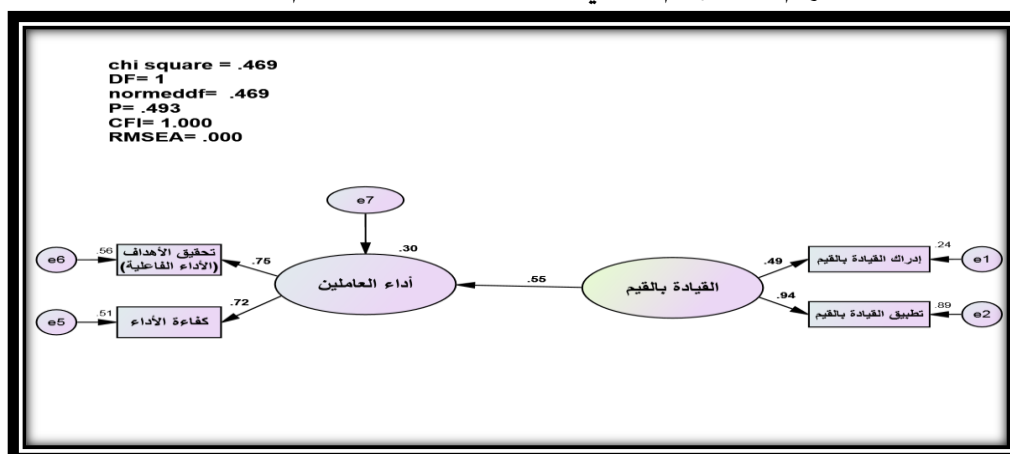 chi square = .469
DF= 1
normeddf= .469
P= .493
CFI= 1.000
RMSEA= .000
e7
.30
e6
.56
تحقيق الأهداف
(الأداء الفاعلية)
.75
أداء العاملين
.55
القيادة بالقيم
.49
إدراك القيادة بالقيم
.24
e1
e5
.51
كفاءة الأداء
.72
.94
تطبيق القيادة بالقيم
.89
e2